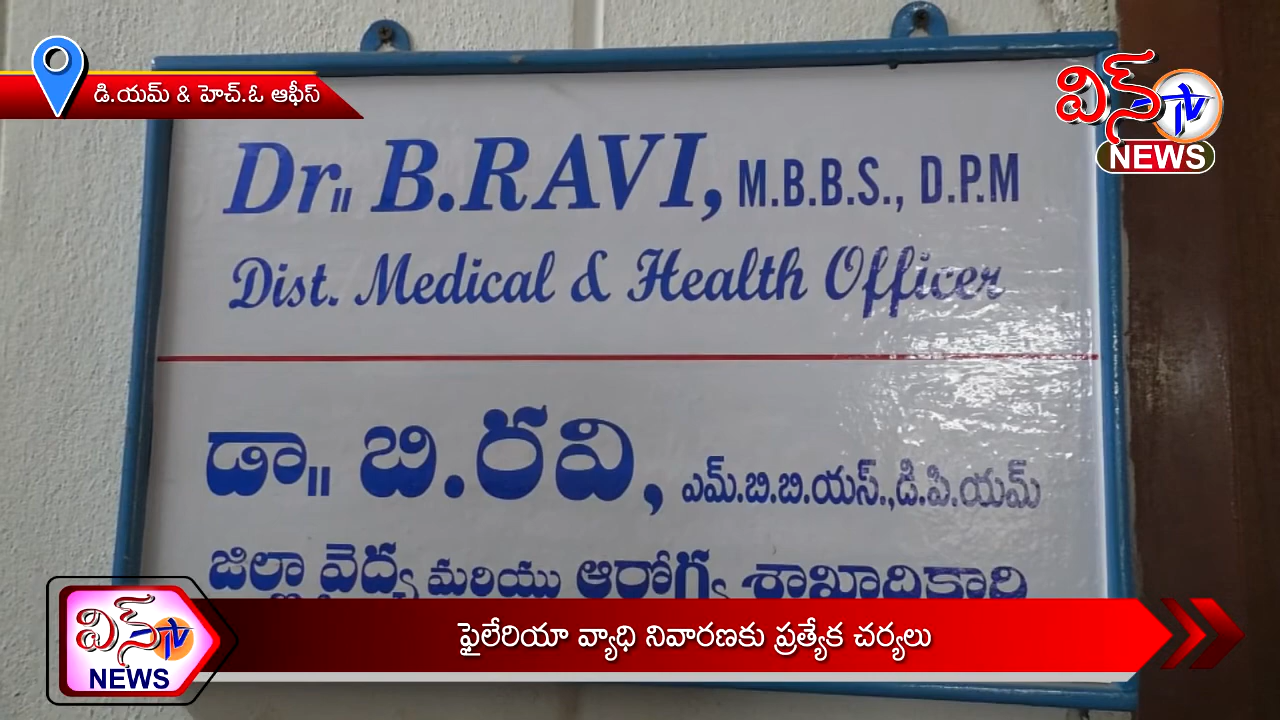 డి.యమ్ & హెచ్.ఓ ఆఫీస్
విన్ TV
NEWS
Dr. B.RAVI, M.B.B.S., D.P.M
Dist. Medical & Health Officer
డా. బి.రవి, ఎమ్.బి.బి.యస్.,డి.పి.యమ్
జిల్లా వైద్య మరియు ఆరోగ్య శాఖాధికారి
విన్ TV
NEWS
ఫైలేరియా వ్యాధి నివారణకు ప్రత్యేక చర్యలు